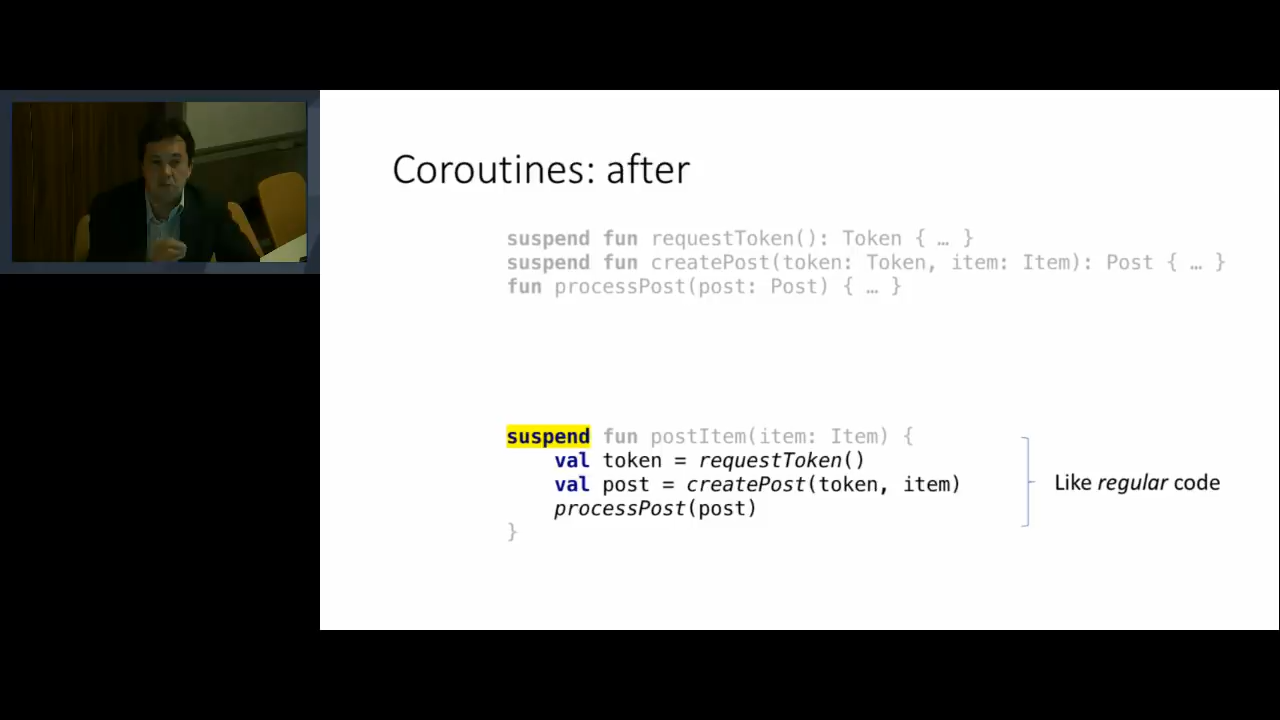 Coroutines: after
suspend fun requestToken(): Token { … }
suspend fun createPost(token: Token, item: Item): Post { … }
fun processPost(post: Post) { … }
suspend fun postItem(item: Item) {
val token = requestToken()
val post = createPost(token, item)
processPost(post)
}
Like regular code